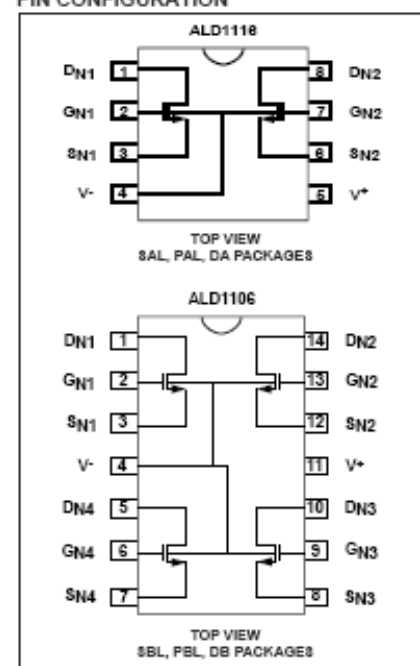 PIN CONFIGURATION
ALD1116
DN1 1 8 DN2
GN1 2 7 GN2
SN1 3 6 SN2
V- 4 5 V+
TOP VIEW
SAL, PAL, DA PACKAGES
ALD1106
DN1 1 14 DN2
GN1 2 13 GN2
SN1 3 12 SN2
V- 4 11 V+
DN4 5 10 DN3
GN4 6 9 GN3
SN4 7 8 SN3
TOP VIEW
SBL, PBL, DB PACKAGES